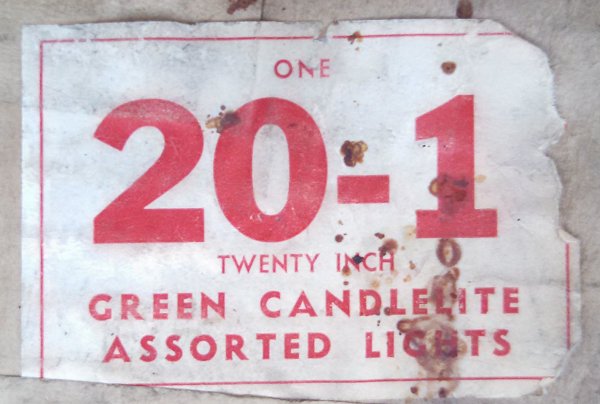 ONE
20-1
TWENTY INCH
GREEN CANDLELITE
ASSORTED LIGHTS